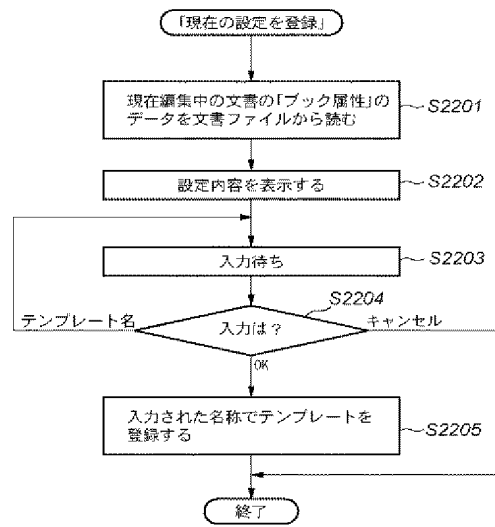 「現在の設定を登録」
現在編集中の文書の「ブック属性」の
データを文書ファイルから読む
S2201
設定内容を表示する
S2202
入力待ち
S2203
S2204
テンプレート名
入力は？
キャンセル
OK
入力された名称でテンプレートを
登録する
S2205
終了